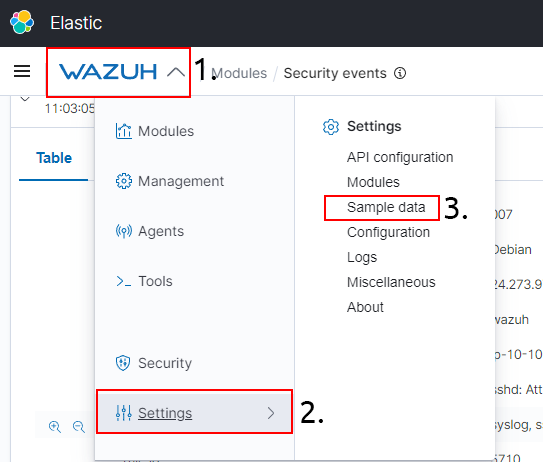 Elastic
WAZUH
1.
Modules / Security events
11:03:05
Table
Modules
Management
Agents
Tools
Security
Settings
2.
Settings
API configuration
Modules
Sample data
3.
Configuration
Logs
Miscellaneous
About
007
Debian
24.273.9
wazuh
p-10-10
sshd: Att
syslog, s
5710